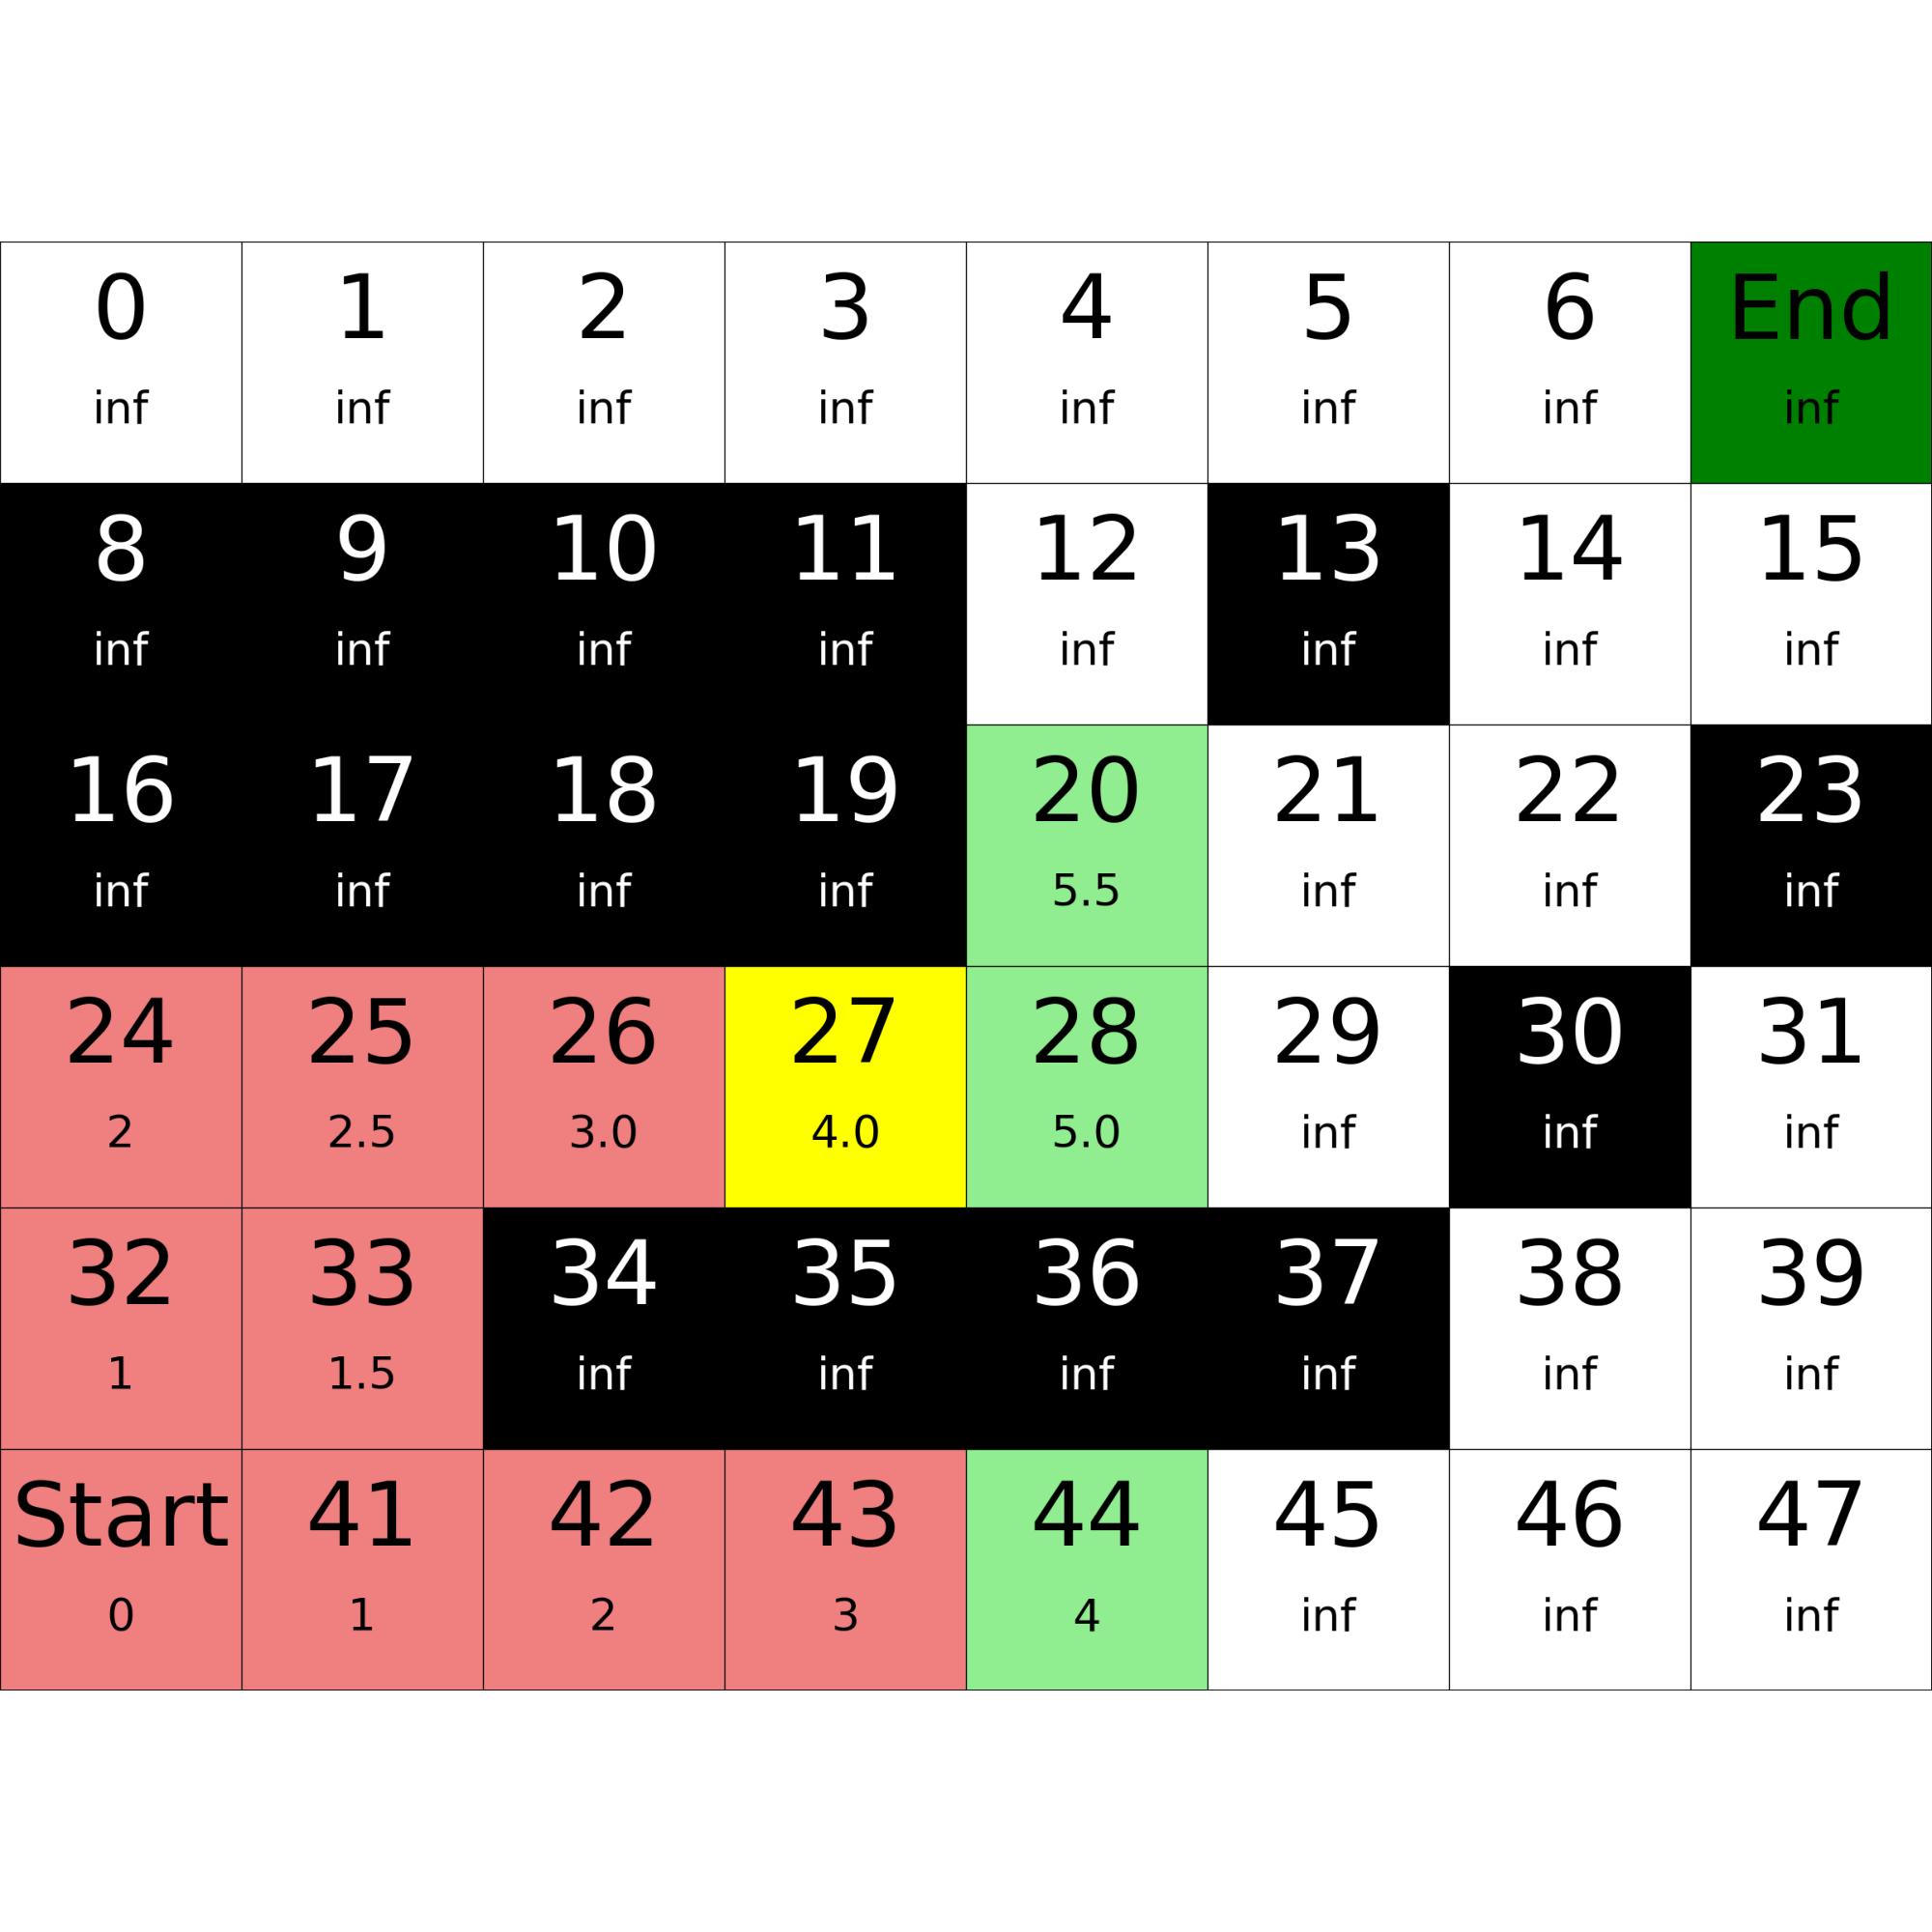 0 1 2 3 4 5 6 End
inf inf inf inf inf inf inf inf
8 9 10 11 12 13 14 15
inf inf inf inf inf inf inf inf
16 17 18 19 20 21 22 23
inf inf inf inf 5.5 inf inf inf
24 25 26 27 28 29 30 31
2 2.5 3.0 4.0 5.0 inf inf inf
32 33 34 35 36 37 38 39
1 1.5 inf inf inf inf inf inf
Start 41 42 43 44 45 46 47
0 1 2 3 4 inf inf inf